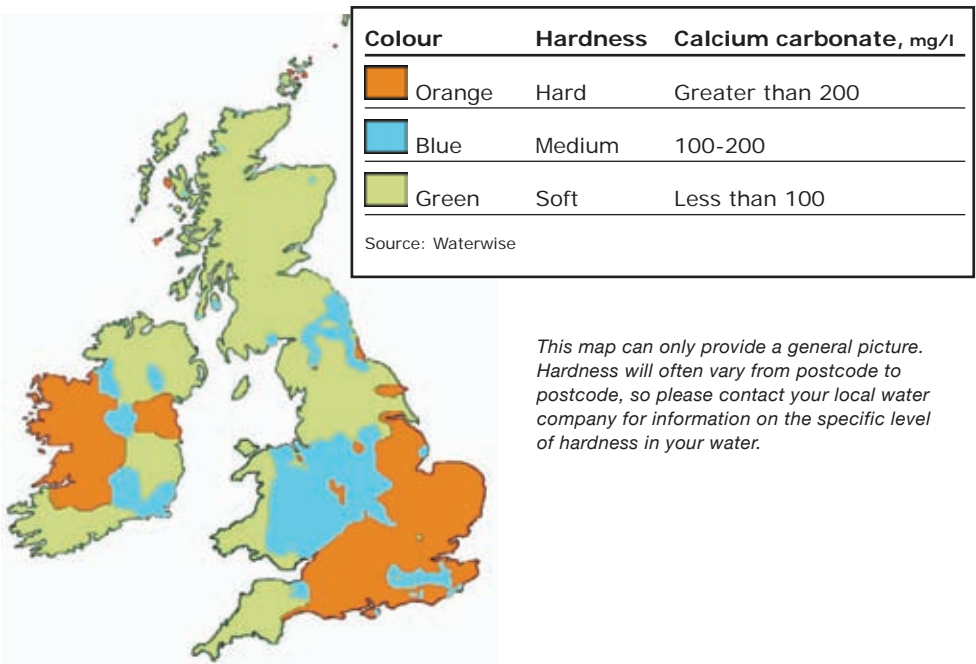 Colour Hardness Calcium carbonate, mg/l
Orange Hard Greater than 200
Blue Medium 100-200
Green Soft Less than 100
Source: Waterwise
This map can only provide a general picture.
Hardness will often vary from postcode to
postcode, so please contact your local water
company for information on the specific level
of hardness in your water.